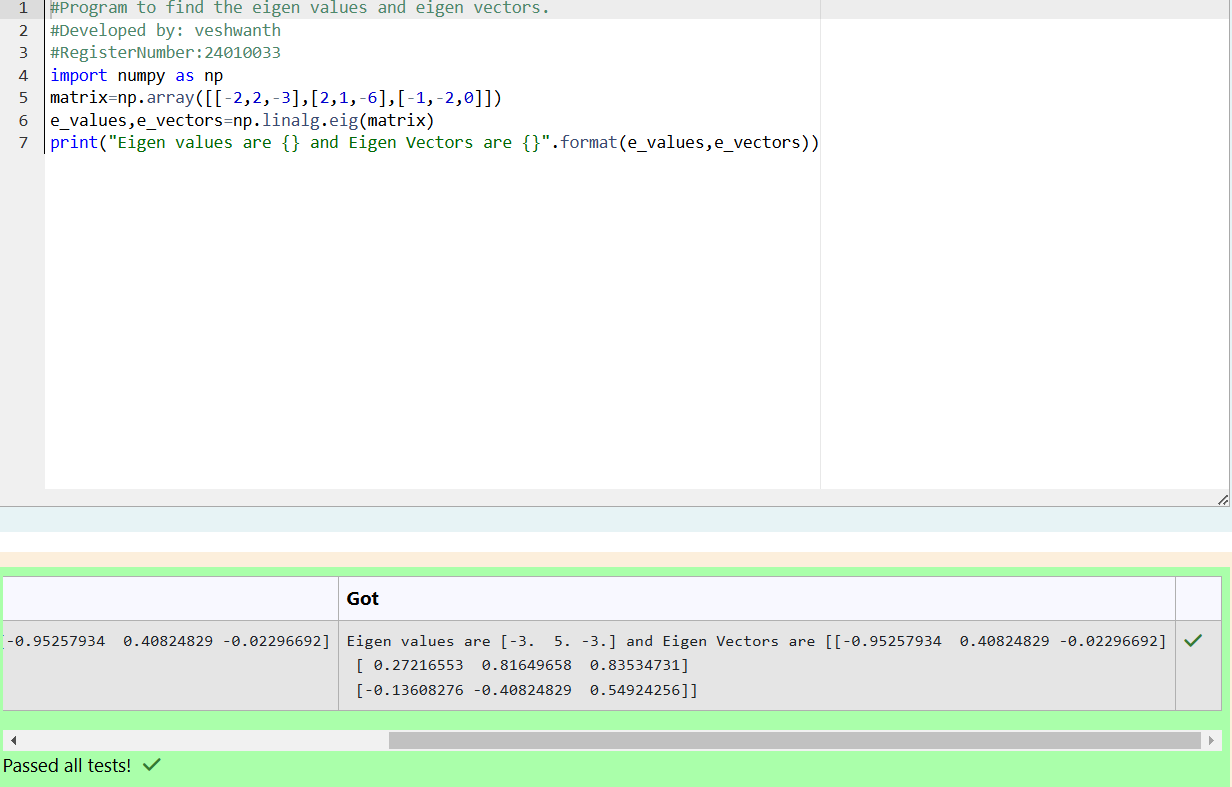 1 #Program to find the eigen values and eigen vectors.
2 #Developed by: veshwanth
3 #RegisterNumber:24010033
4 import numpy as np
5 matrix=np.array([[-2,2,-3],[2,1,-6],[-1,-2,0]])
6 e_values,e_vectors=np.linalg.eig(matrix)
7 print("Eigen values are {} and Eigen Vectors are {}".format(e_values,e_vectors))
Got
[-0.95257934  0.40824829 -0.02296692] Eigen values are [-3.  5. -3.] and Eigen Vectors are [[-0.95257934  0.40824829 -0.02296692]
[ 0.27216553  0.81649658  0.83534731]
[-0.13608276 -0.40824829  0.54924256]]
Passed all tests!